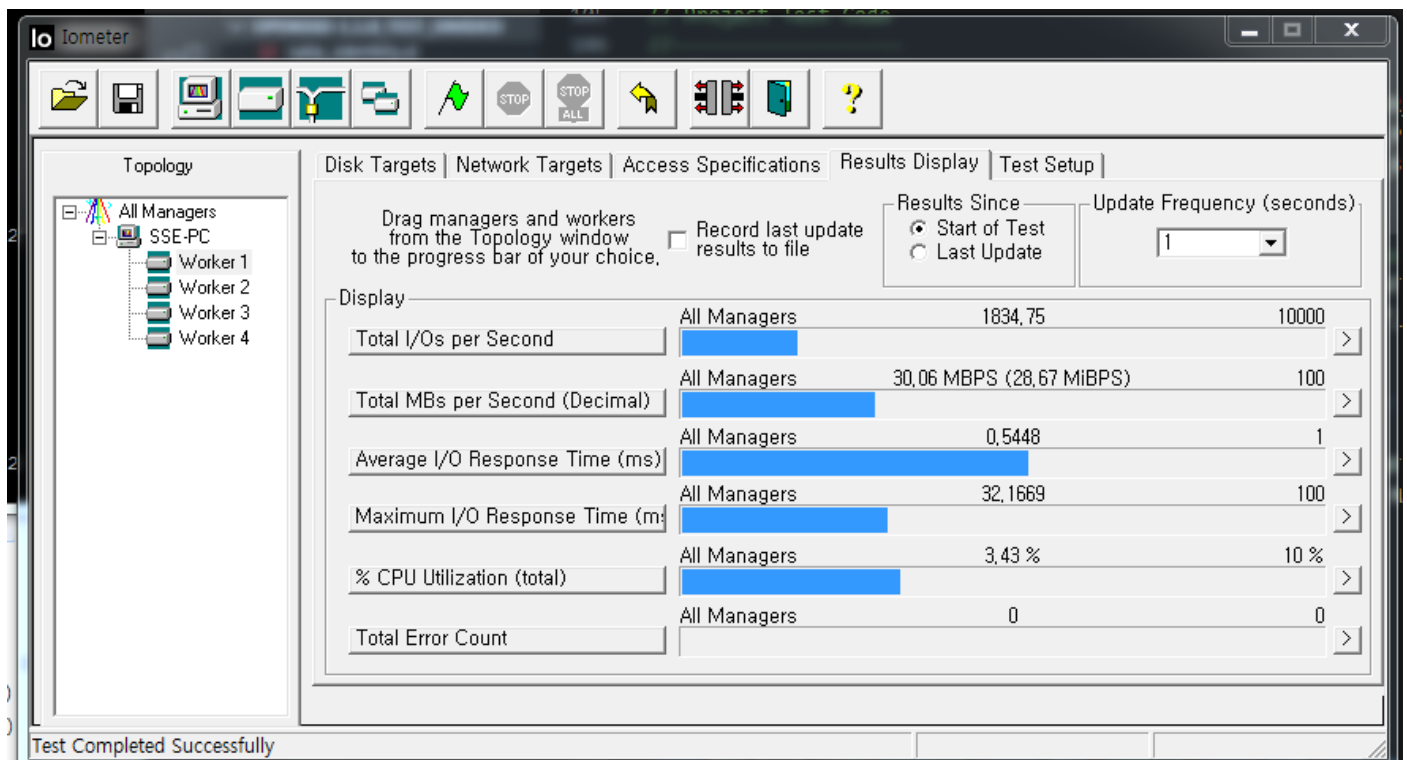 // Project Test Code
Iometer
STOP
STOP
ALL
Topology
All Managers
SSE-PC
Worker 1
Worker 2
Worker 3
Worker 4
Disk Targets Network Targets Access Specifications Results Display Test Setup
Drag managers and workers
from the Topology window
to the progress bar of your choice.
Record last update
results to file
Results Since
Start of Test
Last Update
Update Frequency (seconds)
1
Display
All Managers 1834.75 10000
Total I/Os per Second >
All Managers 30.06 MBPS (28.67 MiBPS) 100
Total MBs per Second (Decimal) >
All Managers 0.5448 1
Average I/O Response Time (ms) >
All Managers 32.1669 100
Maximum I/O Response Time (m >
All Managers 3.43 % 10 %
% CPU Utilization (total) >
All Managers 0 0
Total Error Count >
Test Completed Successfully